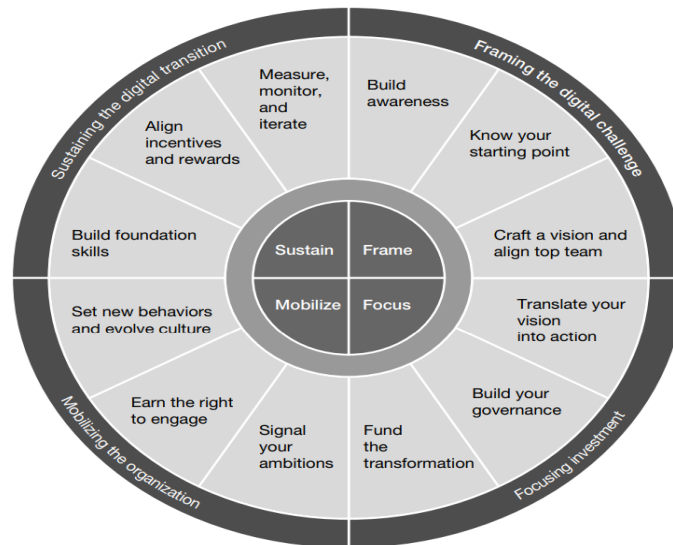 Sustaining the digital transition
Framing the digital challenge
Measure,
monitor,
and
iterate
Build
awareness
Align
incentives
and rewards
Know your
starting point
Build foundation
skills
Sustain
Frame
Craft a vision and
align top team
Mobilize
Focus
Set new behaviors
and evolve culture
Translate your
vision
into action
Earn the right
to engage
Build your
governance
Signal
your
ambitions
Fund
the
transformation
Mobilizing the organization
Focusing investment